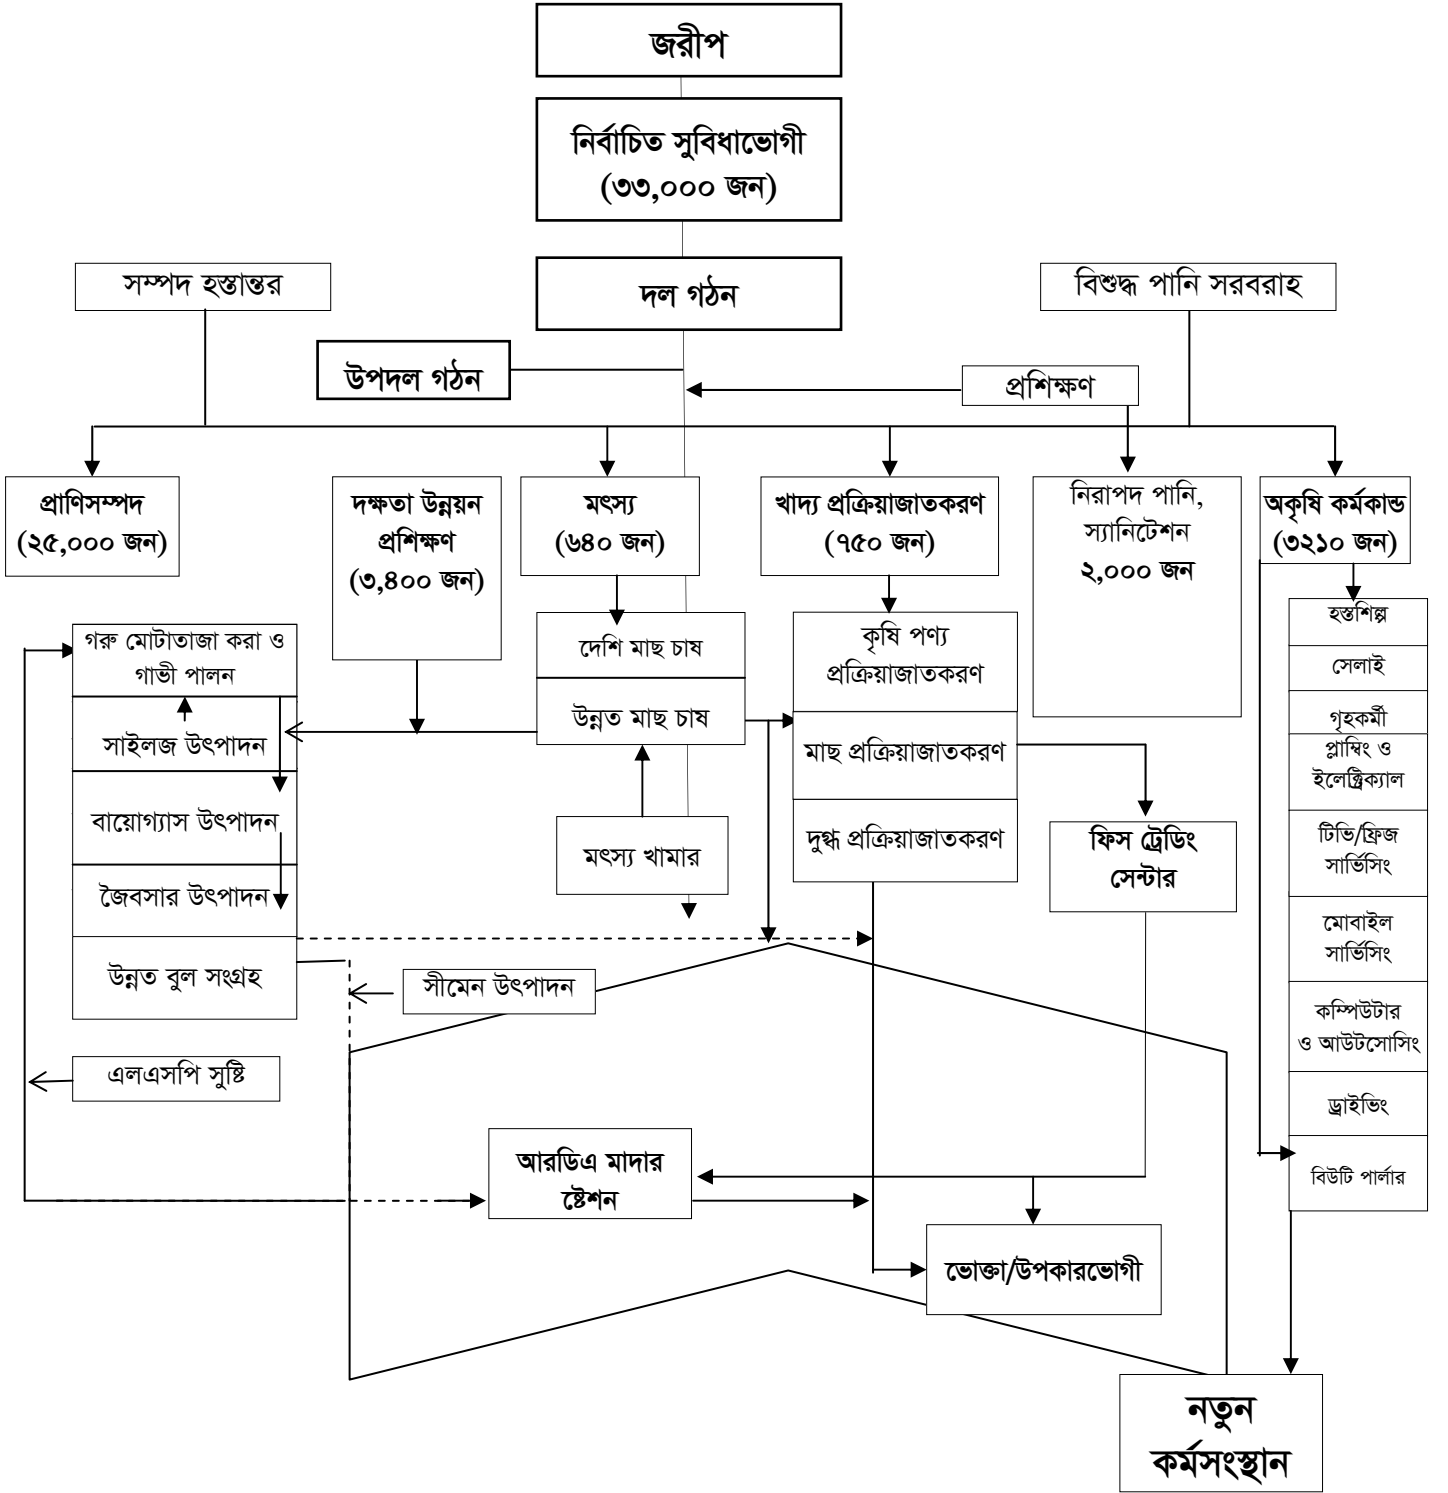 জরীপ
নির্বাচিত সুবিধাভোগী
(৩৩,০০০ জন)
সম্পদ হস্তান্তর
দল গঠন
বিশুদ্ধ পানি সরবরাহ
উপদল গঠন
প্রশিক্ষণ
প্রাণিসম্পদ
(২৫,০০০ জন)
দক্ষতা উন্নয়ন
প্রশিক্ষণ
(৩,৪০০ জন)
মৎস্য
(৬৪০ জন)
খাদ্য প্রক্রিয়াজাতকরণ
(৭৫০ জন)
নিরাপদ পানি,
স্যানিটেশন
২,০০০ জন
অকৃষি কর্মকান্ড
(৩২১০ জন)
গরু মোটাতাজা করা ও
গাভী পালন
সাইলজ উৎপাদন
বায়োগ্যাস উৎপাদন
জৈবসার উৎপাদন
উন্নত বুল সংগ্রহ
দেশি মাছ চাষ
উন্নত মাছ চাষ
মৎস্য খামার
কৃষি পণ্য
প্রক্রিয়াজাতকরণ
মাছ প্রক্রিয়াজাতকরণ
দুগ্ধ প্রক্রিয়াজাতকরণ
ফিস ট্রেডিং
সেন্টার
হস্তশিল্প
সেলাই
গৃহকর্মী
প্লাম্বিং ও
ইলেক্ট্রিক্যাল
টিভি/ফ্রিজ
সার্ভিসিং
মোবাইল
সার্ভিসিং
কম্পিউটার
ও আউটসোসিং
ড্রাইভিং
বিউটি পার্লার
সীমেন উৎপাদন
এলএসপি সুষ্টি
আরডিএ মাদার
ষ্টেশন
ভোক্তা/উপকারভোগী
নতুন
কর্মসংস্থান